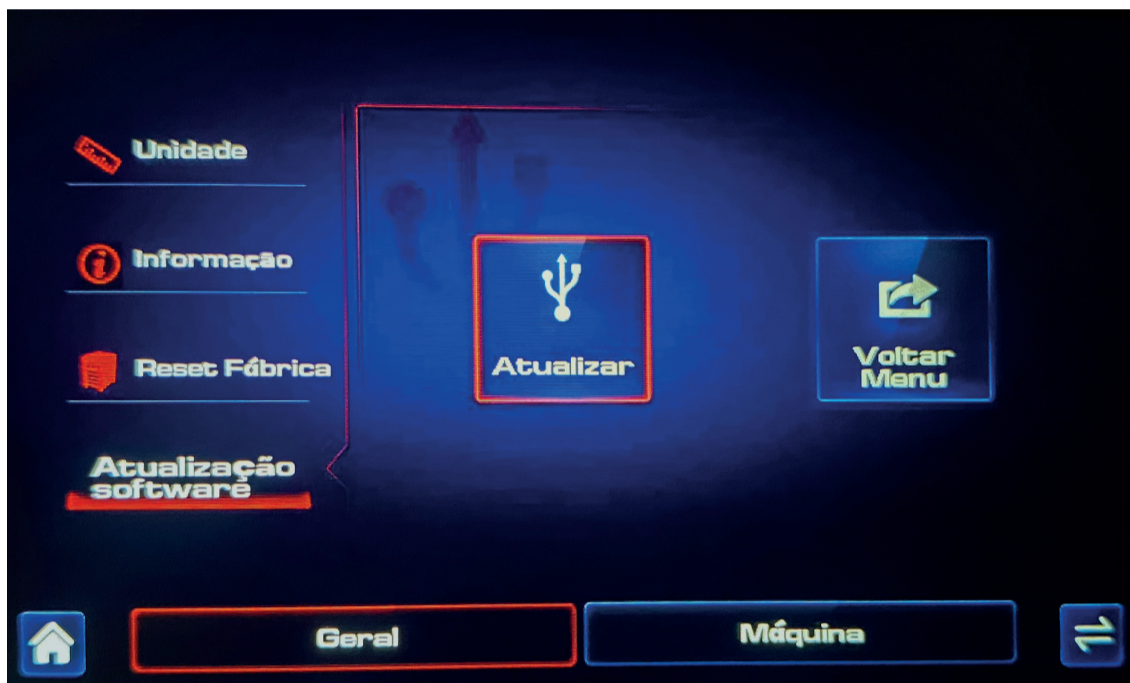 Unidade
Informação
Reset Fábrica
Atualização
software
Atualizar
Voltar
Menu
Geral
Máquina